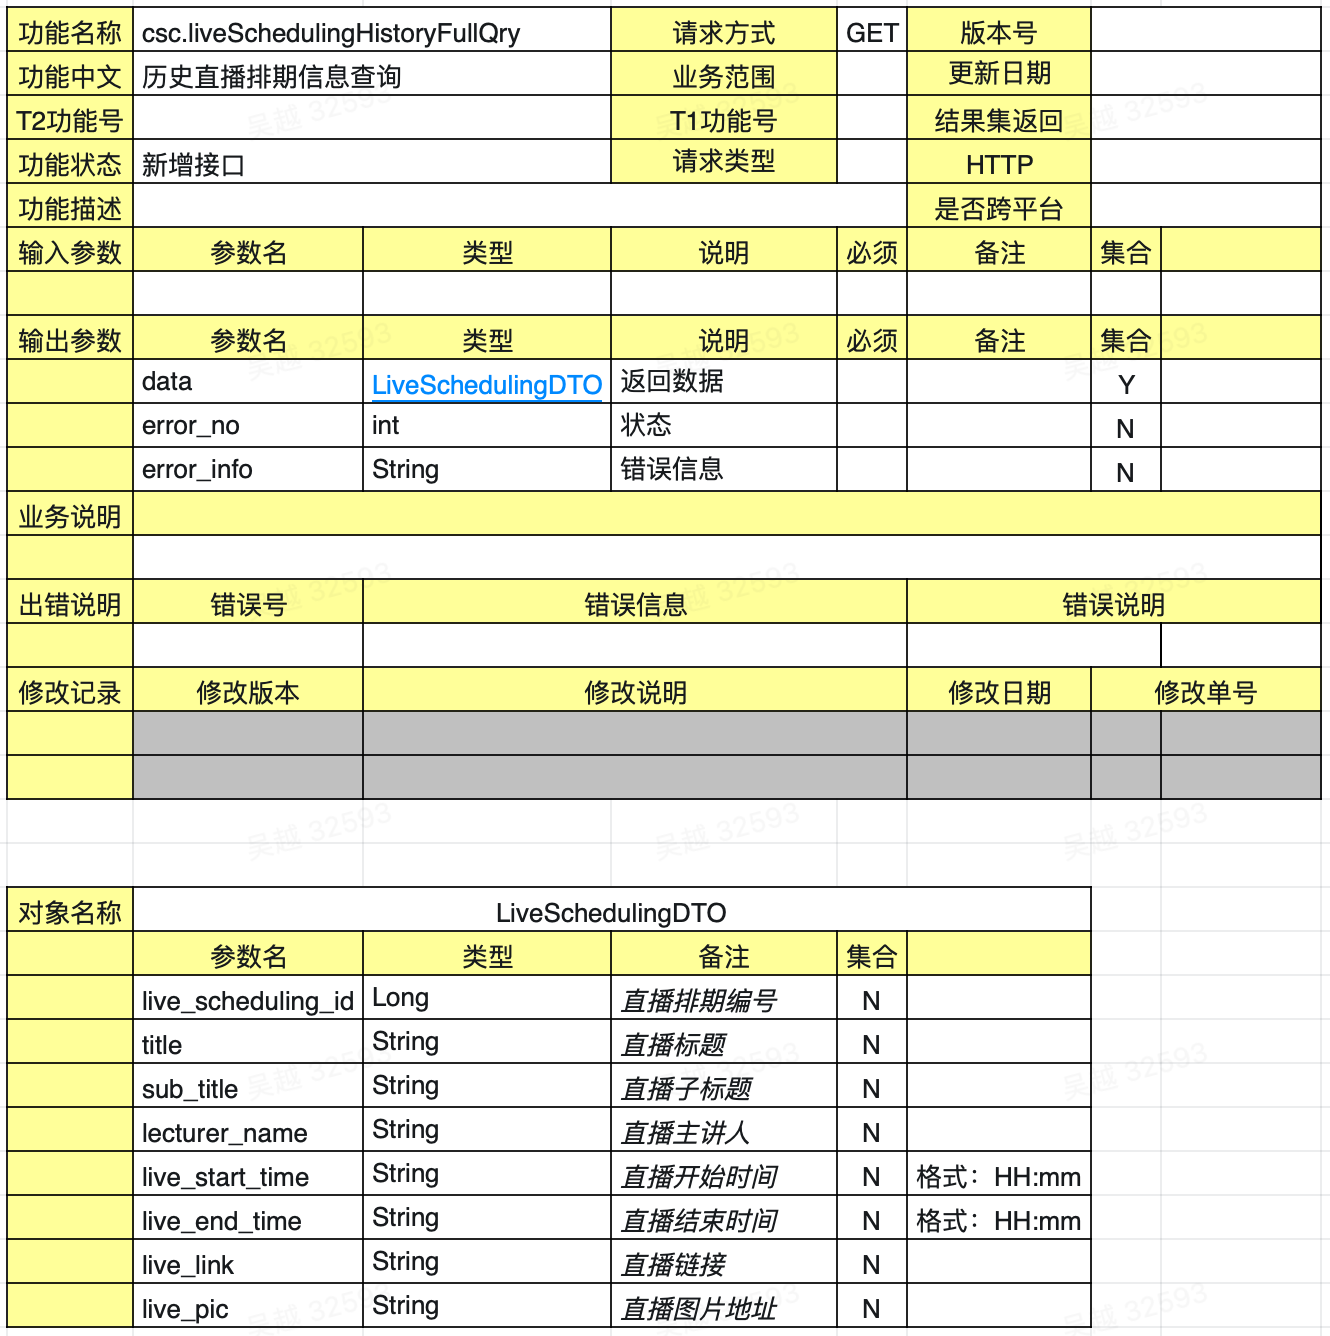 功能名称 csc.liveSchedulingHistoryFullQry 请求方式 GET 版本号
功能中文 历史直播排期信息查询 业务范围 更新日期
T2功能号 T1功能号 结果集返回
功能状态 新增接口 请求类型 HTTP
功能描述 是否跨平台
输入参数 参数名 类型 说明 必须 备注 集合
输出参数 参数名 类型 说明 必须 备注 集合
data LiveSchedulingDTO 返回数据 Y
error_no int 状态 N
error_info String 错误信息 N
业务说明
出错说明 错误号 错误信息 错误说明
修改记录 修改版本 修改说明 修改日期 修改单号
吴越 32593 吴越 32593 吴越 32593
对象名称 LiveSchedulingDTO
参数名 类型 备注 集合
live_scheduling_id Long 直播排期编号 N
title String 直播标题 N
sub_title String 直播子标题 N
lecturer_name String 直播主讲人 N
live_start_time String 直播开始时间 N 格式：HH:mm
live_end_time String 直播结束时间 N 格式：HH:mm
live_link String 直播链接 N
live_pic String 直播图片地址 N